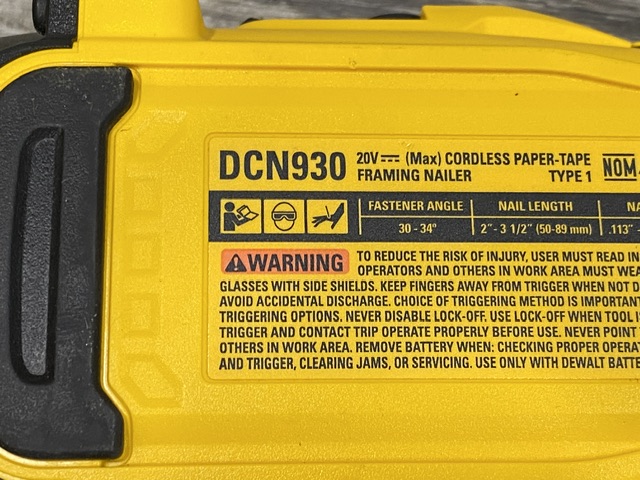 DCN930
20V⎓ (Max) CORDLESS PAPER-TAPE
FRAMING NAILER TYPE 1
NOM
FASTENER ANGLE NAIL LENGTH
30 - 34° 2"- 3 1/2" (50-89 mm) .113"-
WARNING TO REDUCE THE RISK OF INJURY, USER MUST READ IN
OPERATORS AND OTHERS IN WORK AREA MUST WEA
GLASSES WITH SIDE SHIELDS. KEEP FINGERS AWAY FROM TRIGGER WHEN NOT D
AVOID ACCIDENTAL DISCHARGE. CHOICE OF TRIGGERING METHOD IS IMPORTAN
TRIGGERING OPTIONS. NEVER DISABLE LOCK-OFF. USE LOCK-OFF WHEN TOOL I
TRIGGER AND CONTACT TRIP OPERATE PROPERLY BEFORE USE. NEVER POINT
OTHERS IN WORK AREA. REMOVE BATTERY WHEN: CHECKING PROPER OPERAT
AND TRIGGER, CLEARING JAMS, OR SERVICING. USE ONLY WITH DEWALT BATTE